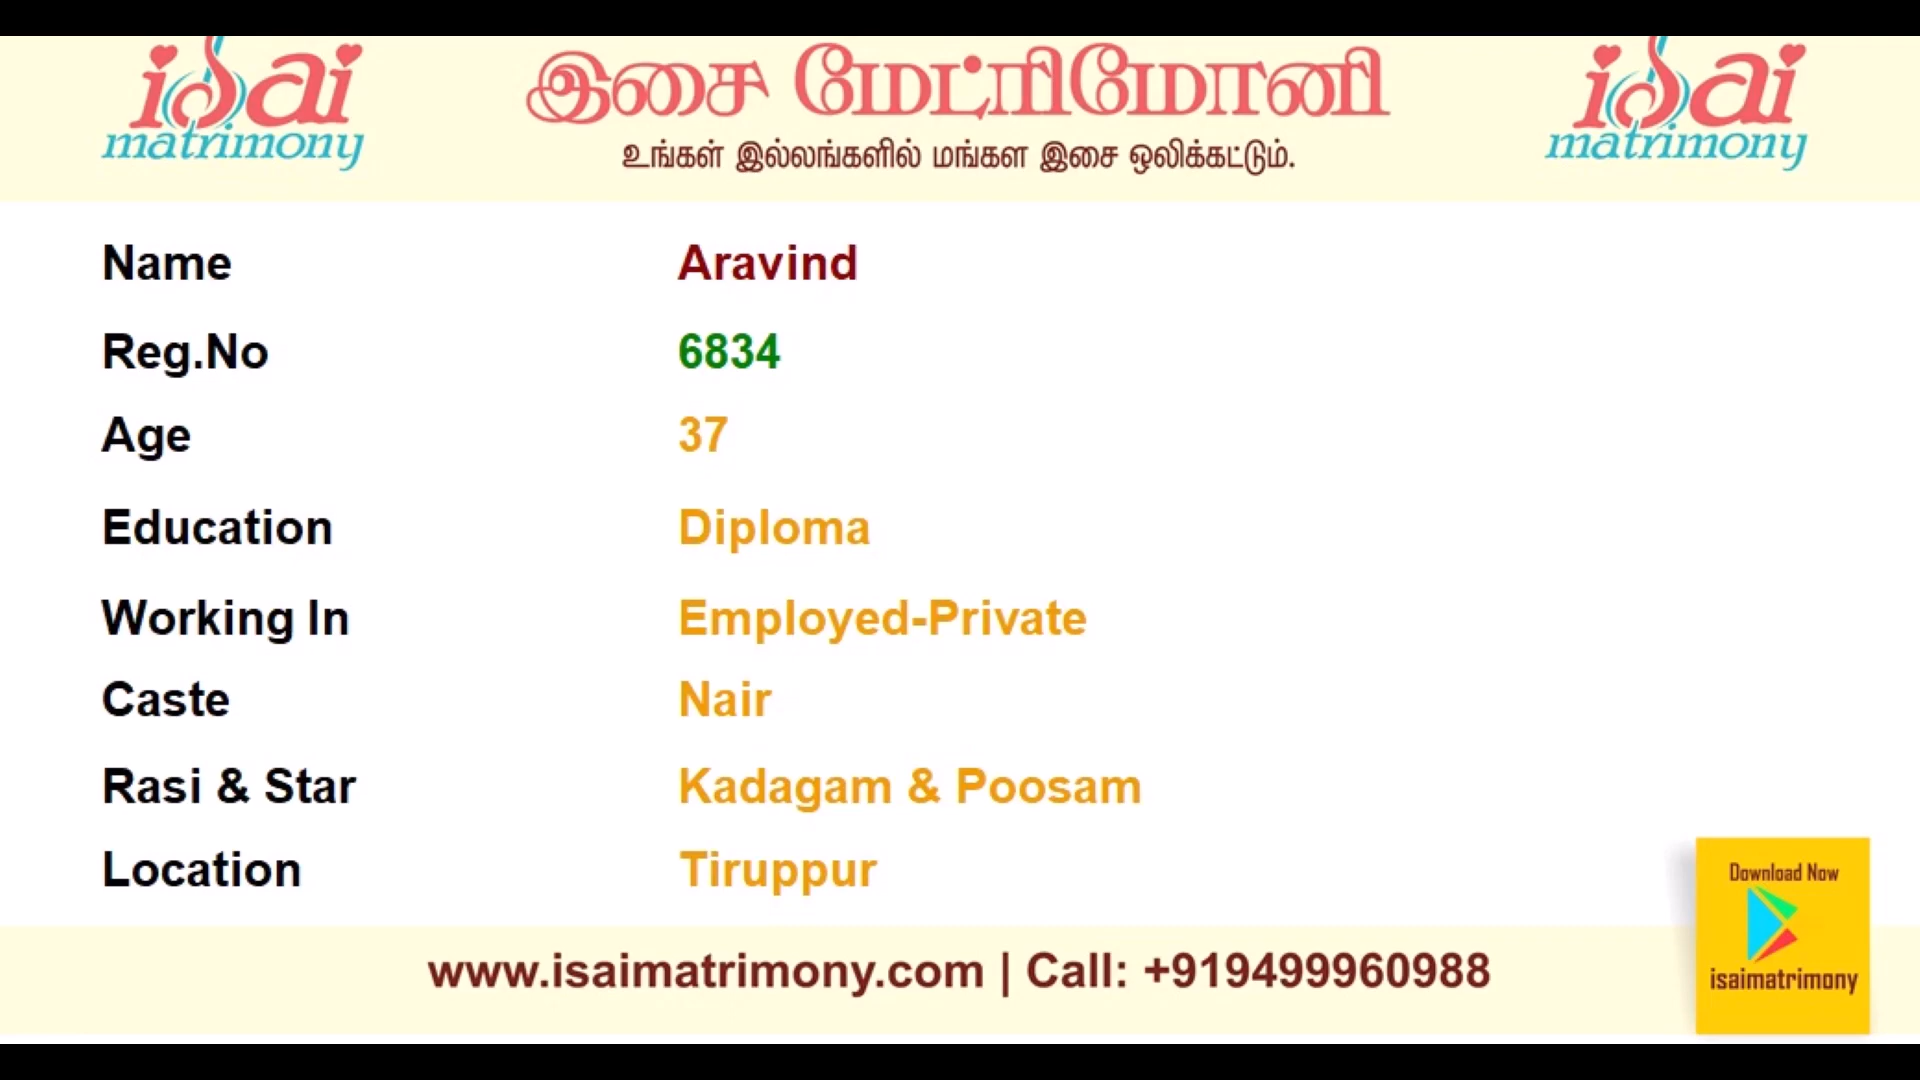 isai
matrimony
இசை மேட்ரிமோனி
உங்கள் இல்லங்களில் மங்கள இசை ஒலிக்கட்டும்.
isai
matrimony
Name Aravind
Reg.No 6834
Age 37
Education Diploma
Working In Employed-Private
Caste Nair
Rasi & Star Kadagam & Poosam
Location Tiruppur
Download Now
isaimatrimony
www.isaimatrimony.com | Call: +919499960988